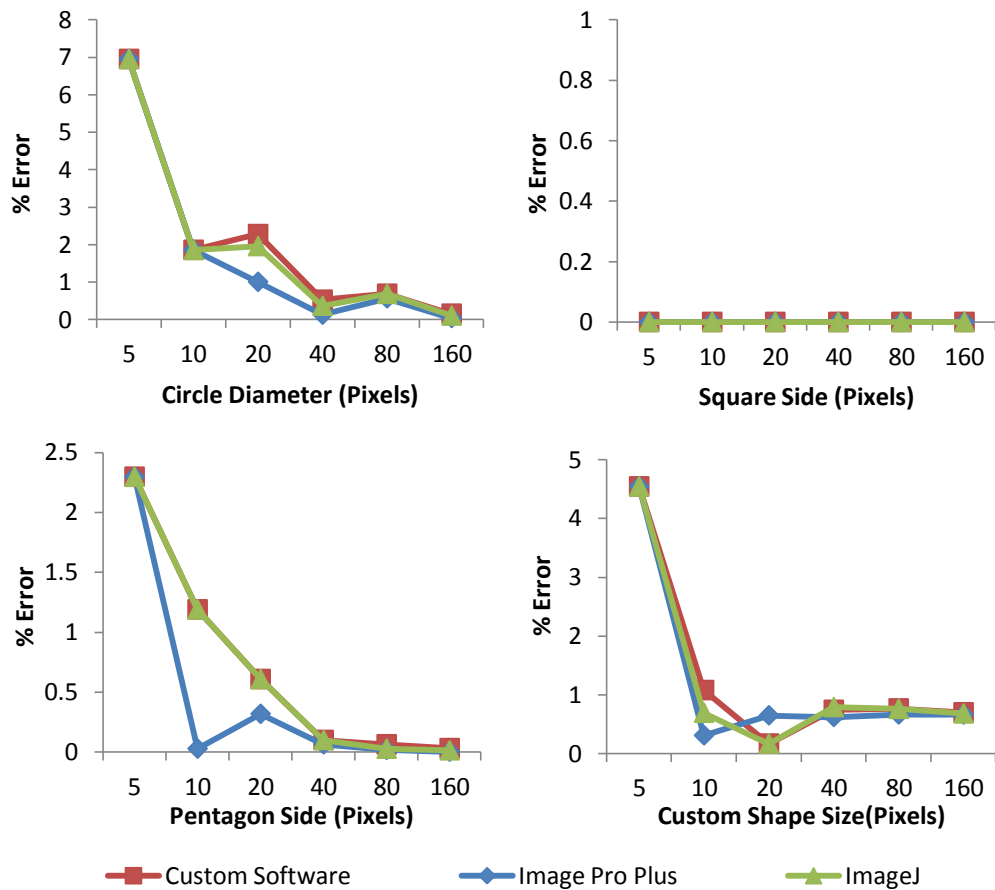 8
7
6
5
4
3
2
1
0
% Error
5 10 20 40 80 160
Circle Diameter (Pixels)
1
0.8
0.6
0.4
0.2
0
% Error
5 10 20 40 80 160
Square Side (Pixels)
2.5
2
1.5
1
0.5
0
% Error
5 10 20 40 80 160
Pentagon Side (Pixels)
5
4
3
2
1
0
% Error
5 10 20 40 80 160
Custom Shape Size(Pixels)
Custom Software Image Pro Plus ImageJ